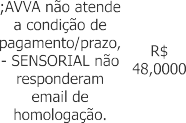 ;AVVA não atende
a condição de
pagamento/prazo,
- SENSORIAL não
responderam
email de
homologação.
R$
48,0000